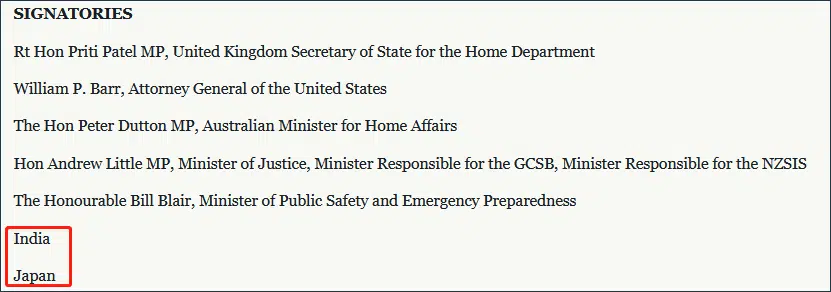 SIGNATORIES
Rt Hon Priti Patel MP, United Kingdom Secretary of State for the Home Department
William P. Barr, Attorney General of the United States
The Hon Peter Dutton MP, Australian Minister for Home Affairs
Hon Andrew Little MP, Minister of Justice, Minister Responsible for the GCSB, Minister Responsible for the NZSIS
The Honourable Bill Blair, Minister of Public Safety and Emergency Preparedness
India
Japan